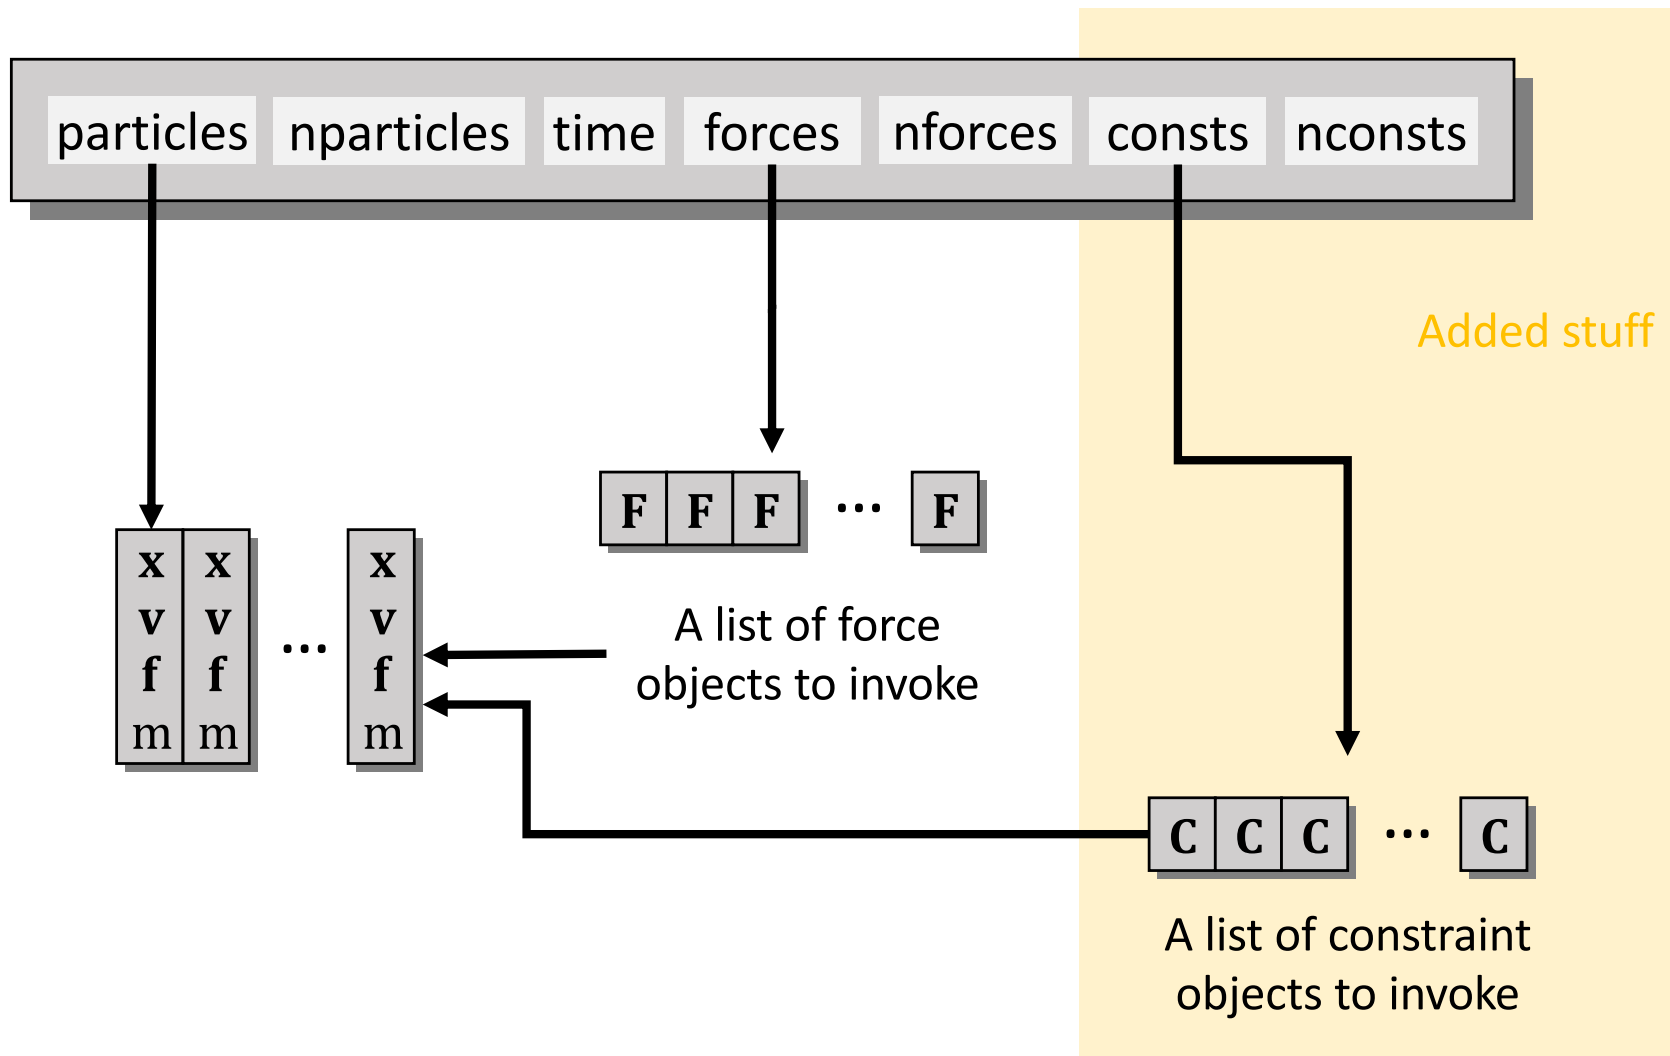 particles nparticles time forces nforces consts nconsts
Added stuff
F F F ... F
x x ... x
v v v
f f f
m m m
A list of force
objects to invoke
C C C ... C
A list of constraint
objects to invoke